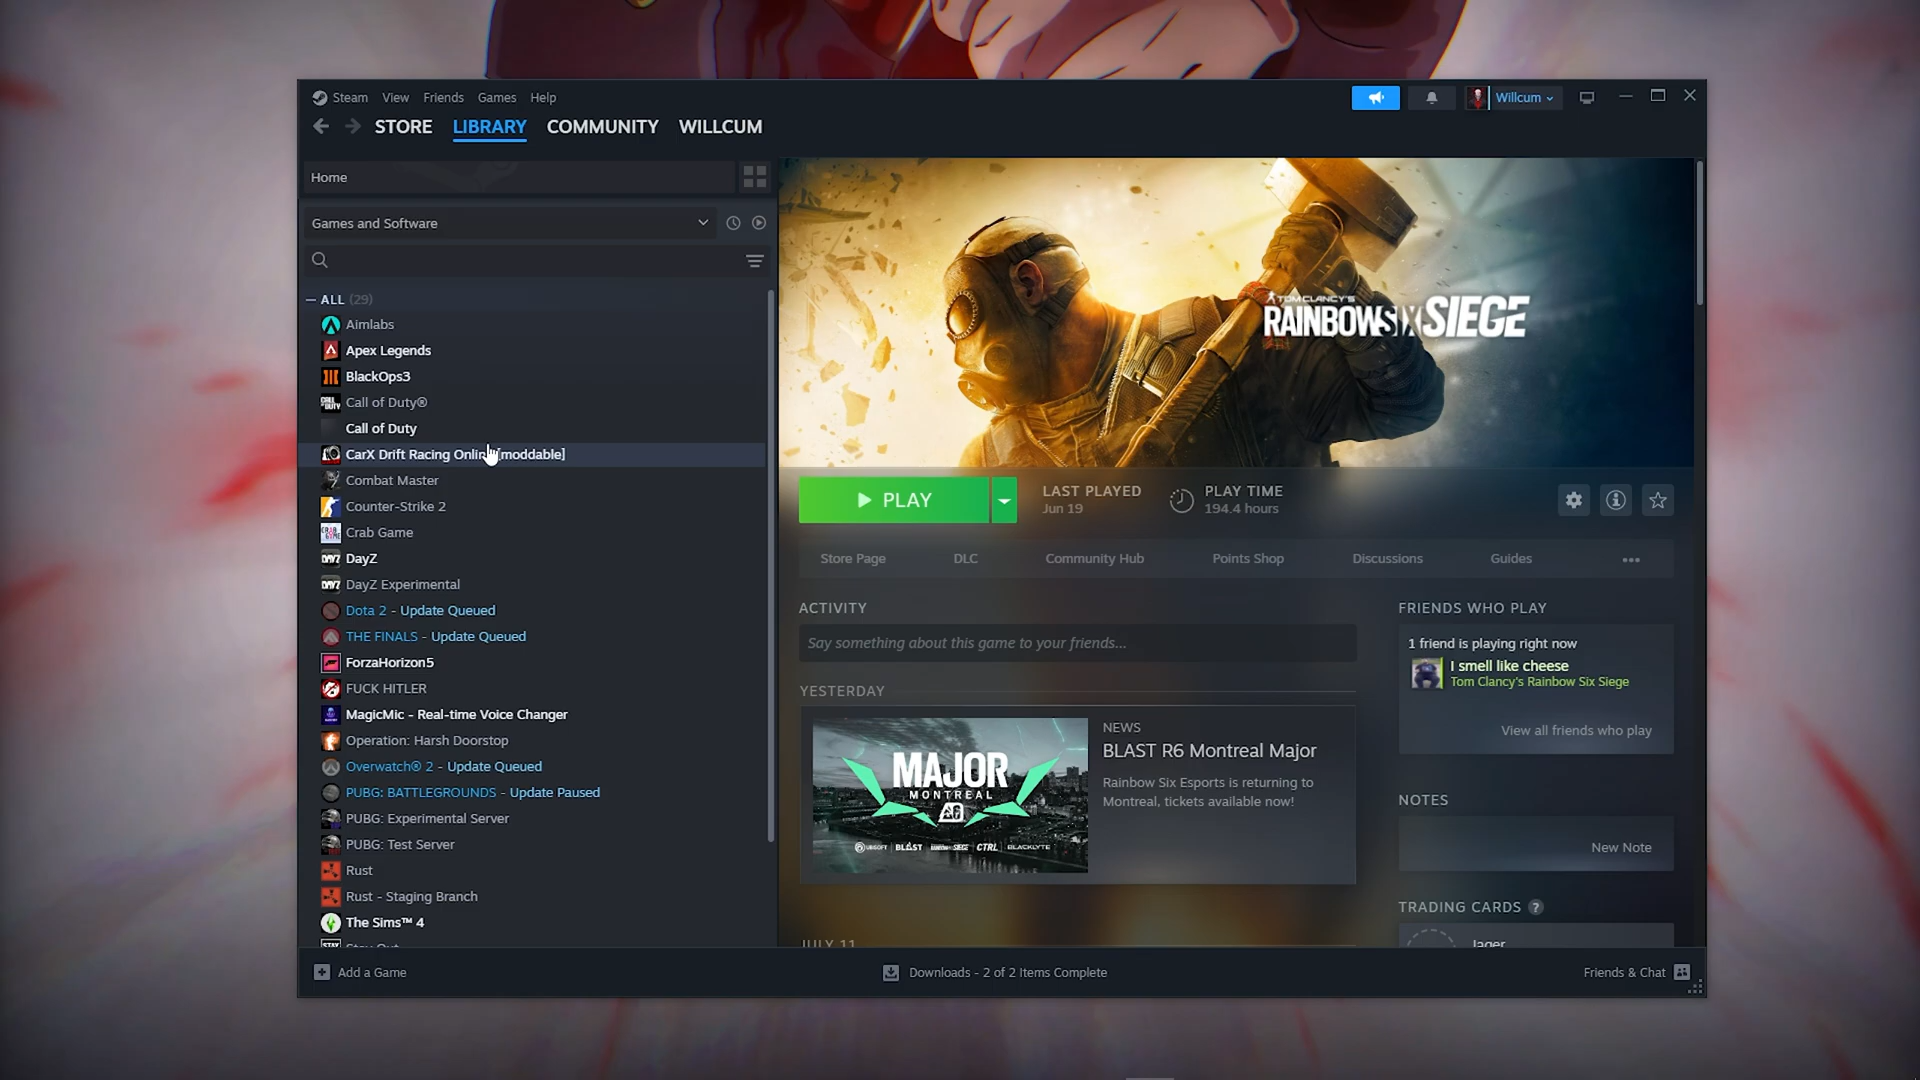 Steam View Friends Games Help
Willcum
STORE LIBRARY COMMUNITY WILLCUM
Home
Games and Software
ALL (29)
Aimlabs
Apex Legends
BlackOps3
Call of Duty®
Call of Duty
CarX Drift Racing Onlin [moddable]
Combat Master
Counter-Strike 2
Crab Game
DayZ
DayZ Experimental
Dota 2 - Update Queued
THE FINALS - Update Queued
ForzaHorizon5
FUCK HITLER
MagicMic - Real-time Voice Changer
Operation: Harsh Doorstop
Overwatch® 2 - Update Queued
PUBG: BATTLEGROUNDS - Update Paused
PUBG: Experimental Server
PUBG: Test Server
Rust
Rust - Staging Branch
The Sims™ 4
Stay Out
TOM CLANCY'S
RAINBOW SIX SIEGE
PLAY
LAST PLAYED
Jun 19
PLAY TIME
194.4 hours
Store Page DLC Community Hub Points Shop Discussions Guides
ACTIVITY
Say something about this game to your friends...
YESTERDAY
MAJOR
MONTREAL
UBISOFT BLAST SIEGE CTRL BLACKLYTE
NEWS
BLAST R6 Montreal Major
Rainbow Six Esports is returning to
Montreal, tickets available now!
JULY 11
FRIENDS WHO PLAY
1 friend is playing right now
I smell like cheese
Tom Clancy's Rainbow Six Siege
View all friends who play
NOTES
New Note
TRADING CARDS ?
Jager
Add a Game
Downloads - 2 of 2 Items Complete
Friends & Chat